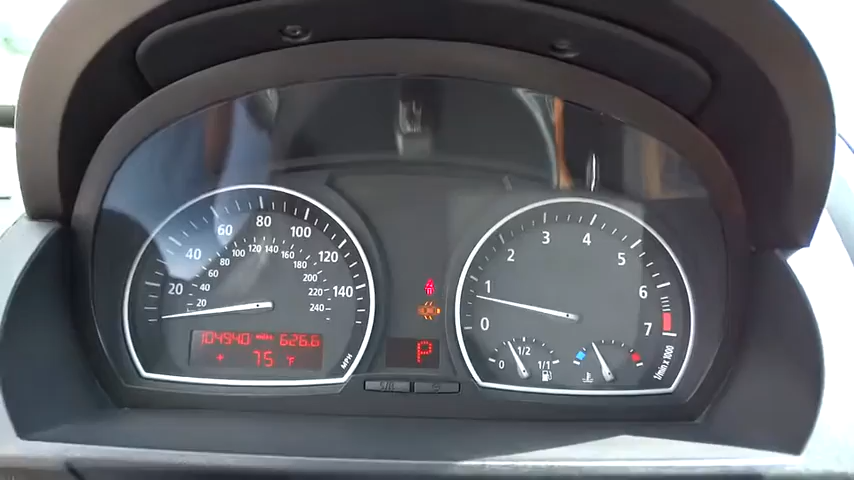 20 40 60 80 100 120 140
20 40 60 80 100 120 140 160 180 200 220 240
104940 miles 626.6
+ 75 °F
MPH
P
0 1 2 3 4 5 6 7
1/min x 1000
0 1/2 1/1